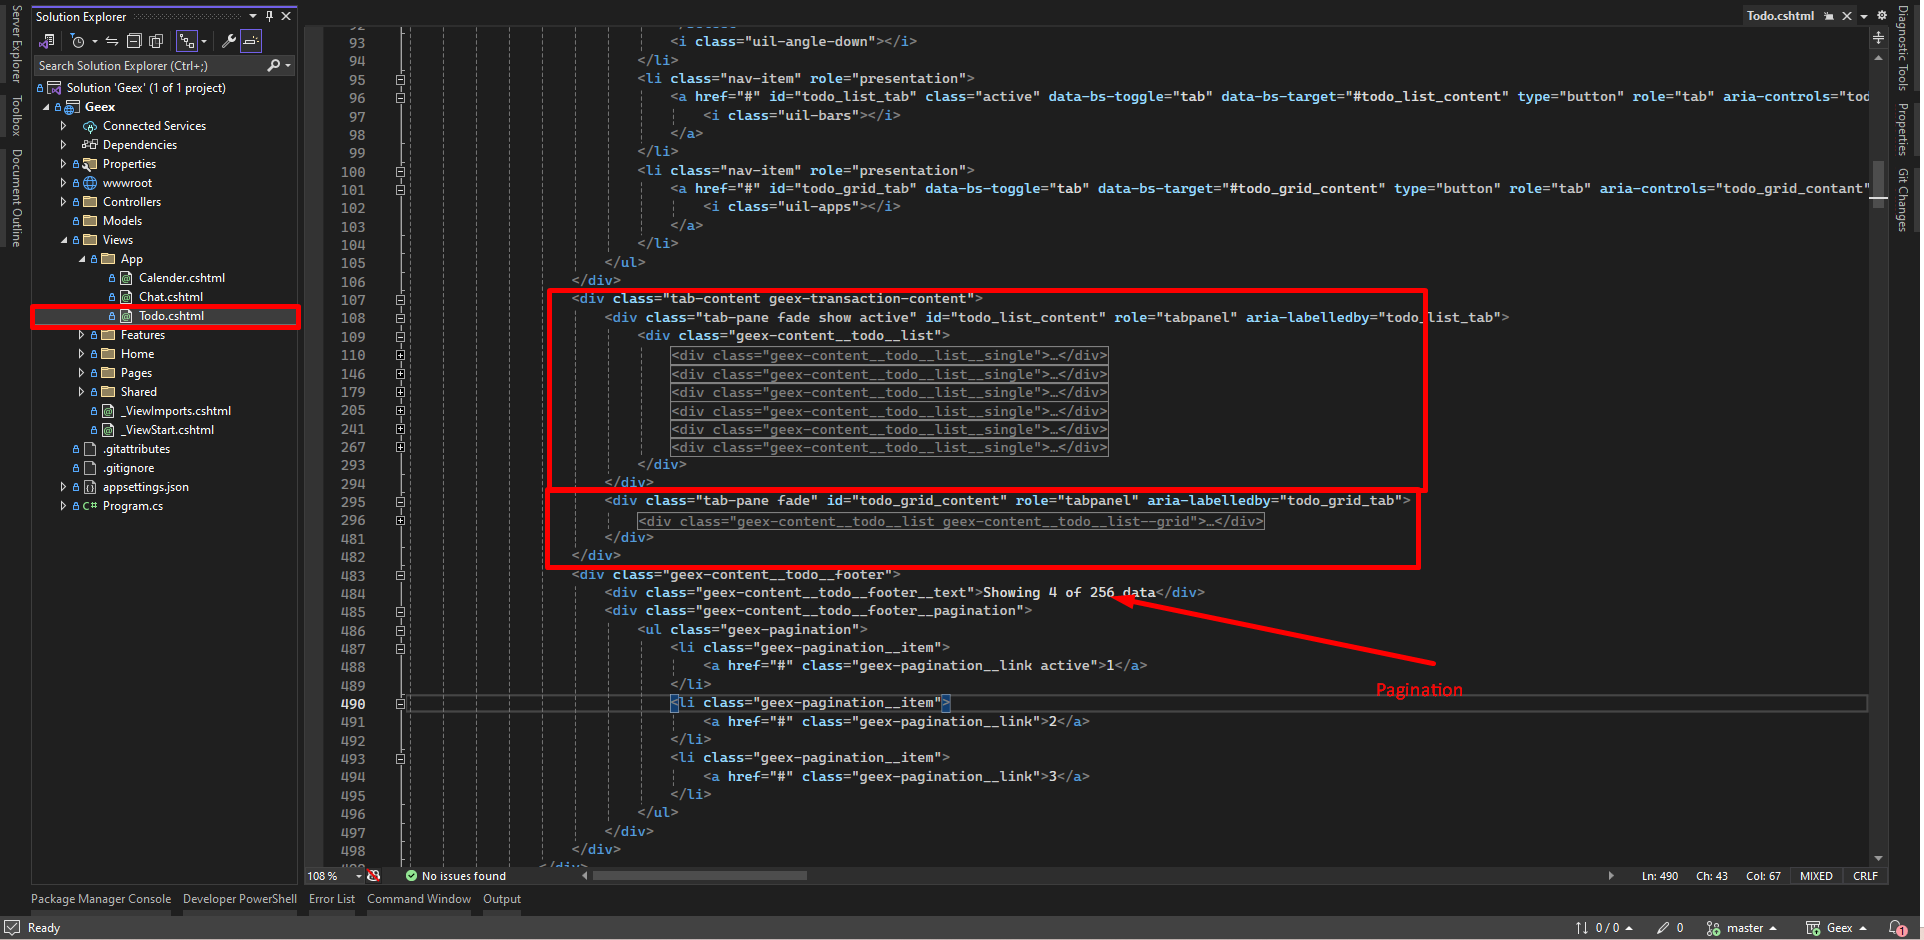 Server Explorer
Toolbox
Document Outline
Solution Explorer
Search Solution Explorer (Ctrl+;)
Solution 'Geex' (1 of 1 project)
Geex
Connected Services
Dependencies
Properties
wwwroot
Controllers
Models
Views
App
Calender.cshtml
Chat.cshtml
Todo.cshtml
Features
Home
Pages
Shared
_ViewImports.cshtml
_ViewStart.cshtml
.gitattributes
.gitignore
appsettings.json
C# Program.cs
Todo.cshtml
93 <i class="uil-angle-down"></i>
94 </li>
95 <li class="nav-item" role="presentation">
96 <a href="#" id="todo_list_tab" class="active" data-bs-toggle="tab" data-bs-target="#todo_list_content" type="button" role="tab" aria-controls="tod
97 <i class="uil-bars"></i>
98 </a>
99 </li>
100 <li class="nav-item" role="presentation">
101 <a href="#" id="todo_grid_tab" data-bs-toggle="tab" data-bs-target="#todo_grid_content" type="button" role="tab" aria-controls="todo_grid_contant"
102 <i class="uil-apps"></i>
103 </a>
104 </li>
105 </ul>
106 </div>
107 <div class="tab-content geex-transaction-content">
108 <div class="tab-pane fade show active" id="todo_list_content" role="tabpanel" aria-labelledby="todo_list_tab">
109 <div class="geex-content__todo__list">
110 <div class="geex-content__todo__list__single">…</div>
146 <div class="geex-content__todo__list__single">…</div>
179 <div class="geex-content__todo__list__single">…</div>
205 <div class="geex-content__todo__list__single">…</div>
241 <div class="geex-content__todo__list__single">…</div>
267 <div class="geex-content__todo__list__single">…</div>
293 </div>
294 </div>
295 <div class="tab-pane fade" id="todo_grid_content" role="tabpanel" aria-labelledby="todo_grid_tab">
296 <div class="geex-content__todo__list geex-content__todo__list--grid">…</div>
481 </div>
482 </div>
483 <div class="geex-content__todo__footer">
484 <div class="geex-content__todo__footer__text">Showing 4 of 256 data</div>
485 <div class="geex-content__todo__footer__pagination">
486 <ul class="geex-pagination">
487 <li class="geex-pagination__item">
488 <a href="#" class="geex-pagination__link active">1</a>
489 </li>
490 <li class="geex-pagination__item">
491 <a href="#" class="geex-pagination__link">2</a>
492 </li>
493 <li class="geex-pagination__item">
494 <a href="#" class="geex-pagination__link">3</a>
495 </li>
496 </ul>
497 </div>
498 </div>
Pagination
Diagnostic Tools
Properties
Git Changes
108 %
No issues found
Ln: 490 Ch: 43 Col: 67 MIXED CRLF
Package Manager Console Developer PowerShell Error List Command Window Output
Ready
0 / 0 0 master Geex 1